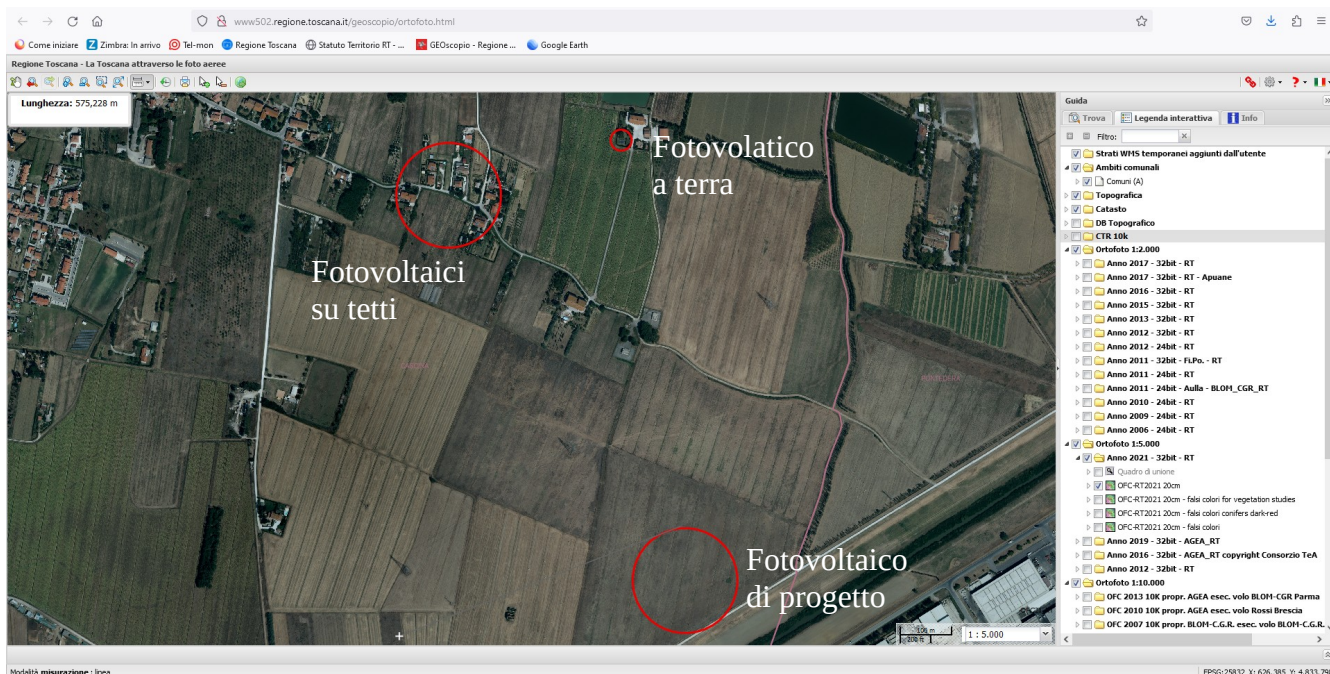 www502.regione.toscana.it/geoscopio/ortofoto.html
Come iniziare Zimbra: In arrivo Tel-mon Regione Toscana Statuto Territorio RT - ... GEOscopio - Regione ... Google Earth
Regione Toscana - La Toscana attraverso le foto aeree
Lunghezza: 575,228 m
Fotovolatico
a terra
Fotovoltaici
su tetti
PONTEDERA
Fotovoltaico
di progetto
100 m
200 ft
1 : 5.000
Guida
Trova Legenda interattiva Info
Filtro:
Strati WMS temporanei aggiunti dall'utente
Ambiti comunali
Comuni (A)
Topografica
Catasto
DB Topografico
CTR 10k
Ortofoto 1:2.000
Anno 2017 - 32bit - RT
Anno 2017 - 32bit - RT - Apuane
Anno 2016 - 32bit - RT
Anno 2015 - 32bit - RT
Anno 2013 - 32bit - RT
Anno 2012 - 32bit - RT
Anno 2012 - 24bit - RT
Anno 2011 - 32bit - Fi.Po. - RT
Anno 2011 - 24bit - RT
Anno 2011 - 24bit - Aulla - BLOM_CGR_RT
Anno 2010 - 24bit - RT
Anno 2009 - 24bit - RT
Anno 2006 - 24bit - RT
Ortofoto 1:5.000
Anno 2021 - 32bit - RT
Quadro di unione
OFC-RT2021 20cm
OFC-RT2021 20cm - falsi colori for vegetation studies
OFC-RT2021 20cm - falsi colori conifers dark-red
OFC-RT2021 20cm - falsi colori
Anno 2019 - 32bit - AGEA_RT
Anno 2016 - 32bit - AGEA_RT copyright Consorzio TeA
Anno 2012 - 32bit - RT
Ortofoto 1:10.000
OFC 2013 10K propr. AGEA esec. volo BLOM-CGR Parma
OFC 2010 10K propr. AGEA esec. volo Rossi Brescia
OFC 2007 10K propr. BLOM-C.G.R. esec. volo BLOM-C.G.R.
Modalità misurazione : linea
EPSG:25832 X: 626.385 Y: 4.833.790